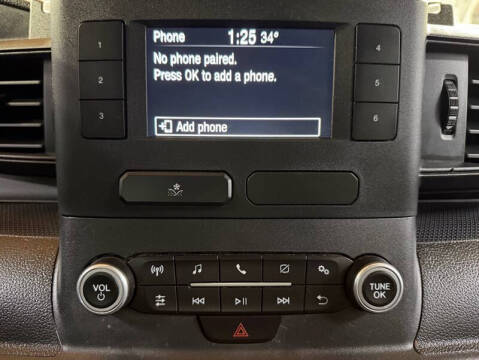 Phone 1:25 34°
No phone paired.
Press OK to add a phone.
Add phone
1
2
3
4
5
6
VOL
TUNE
OK